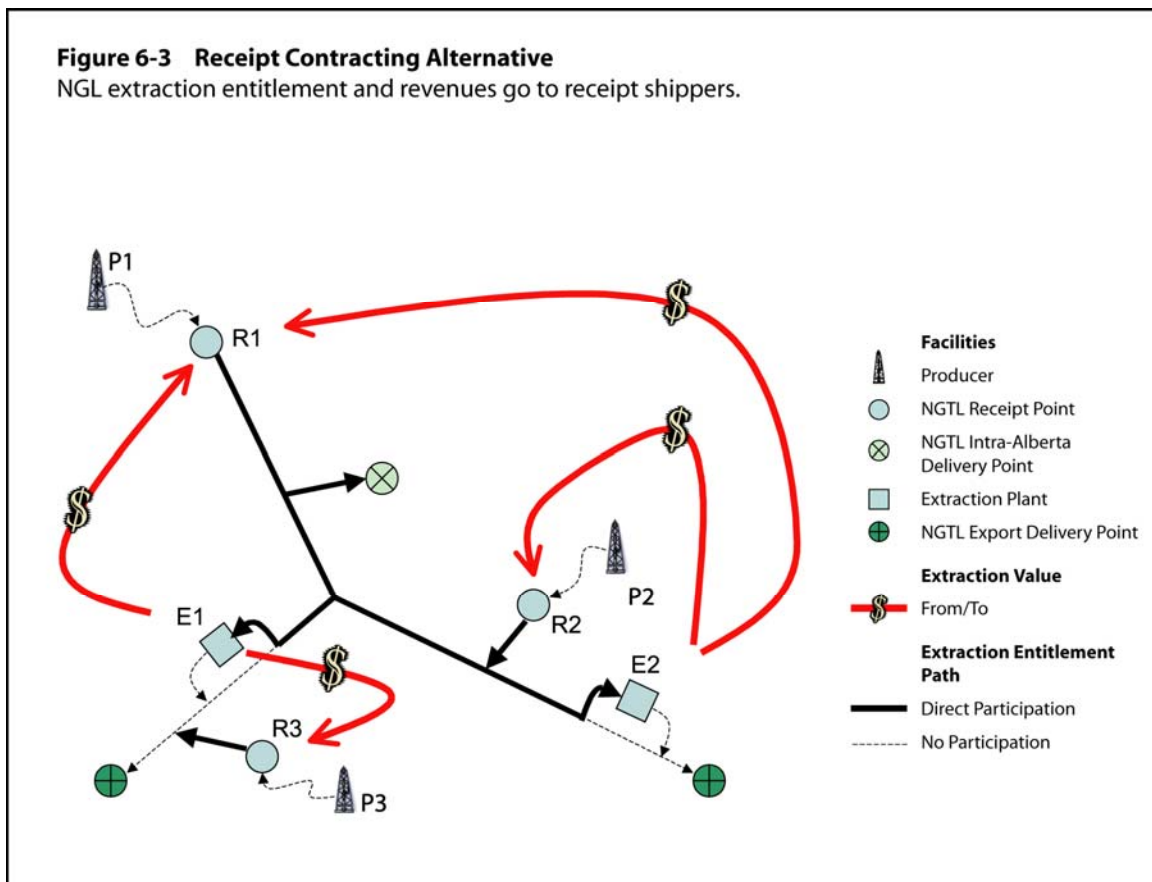 Figure 6-3 Receipt Contracting Alternative
NGL extraction entitlement and revenues go to receipt shippers.
P1
R1
$
$
$
E1
$
R3
P3
P2
R2
E2
$
Facilities
Producer
NGTL Receipt Point
NGTL Intra-Alberta
Delivery Point
Extraction Plant
NGTL Export Delivery Point
Extraction Value
$ From/To
Extraction Entitlement
Path
Direct Participation
No Participation